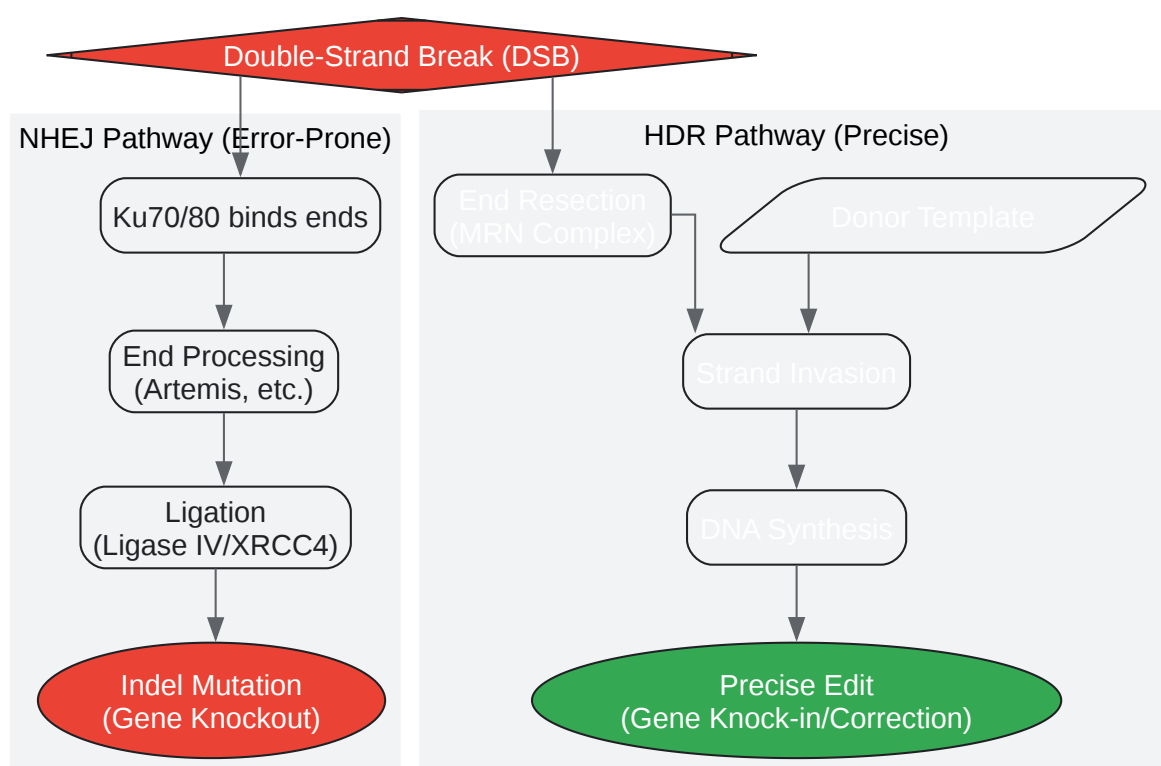 Double-Strand Break (DSB)
NHEJ Pathway (Error-Prone)
Ku70/80 binds ends
End Processing
(Artemis, etc.)
Ligation
(Ligase IV/XRCC4)
Indel Mutation
(Gene Knockout)
HDR Pathway (Precise)
End Resection
(MRN Complex)
Donor Template
Strand Invasion
DNA Synthesis
Precise Edit
(Gene Knock-in/Correction)